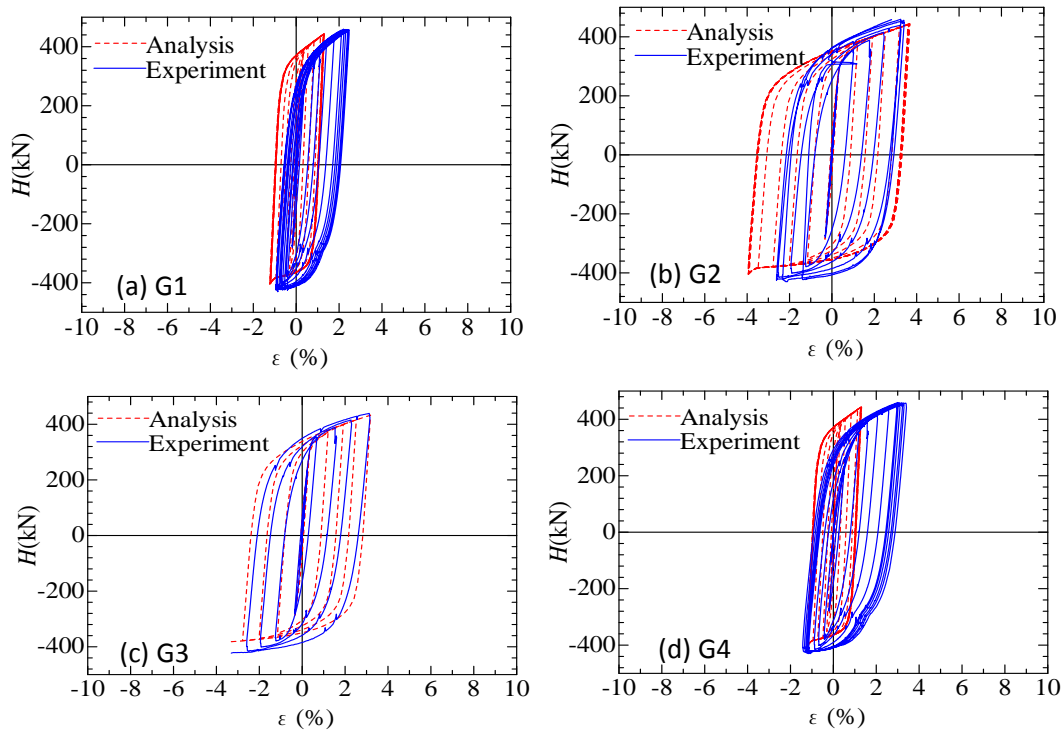 400
200
0
-200
-400
H(kN)
Analysis
Experiment
(a) G1
-10 -8 -6 -4 -2 0 2 4 6 8 10
ε (%)
400
200
0
-200
-400
H(kN)
Analysis
Experiment
(b) G2
-10 -8 -6 -4 -2 0 2 4 6 8 10
ε (%)
400
200
0
-200
-400
H(kN)
Analysis
Experiment
(c) G3
-10 -8 -6 -4 -2 0 2 4 6 8 10
ε (%)
400
200
0
-200
-400
H(kN)
Analysis
Experiment
(d) G4
-10 -8 -6 -4 -2 0 2 4 6 8 10
ε (%)